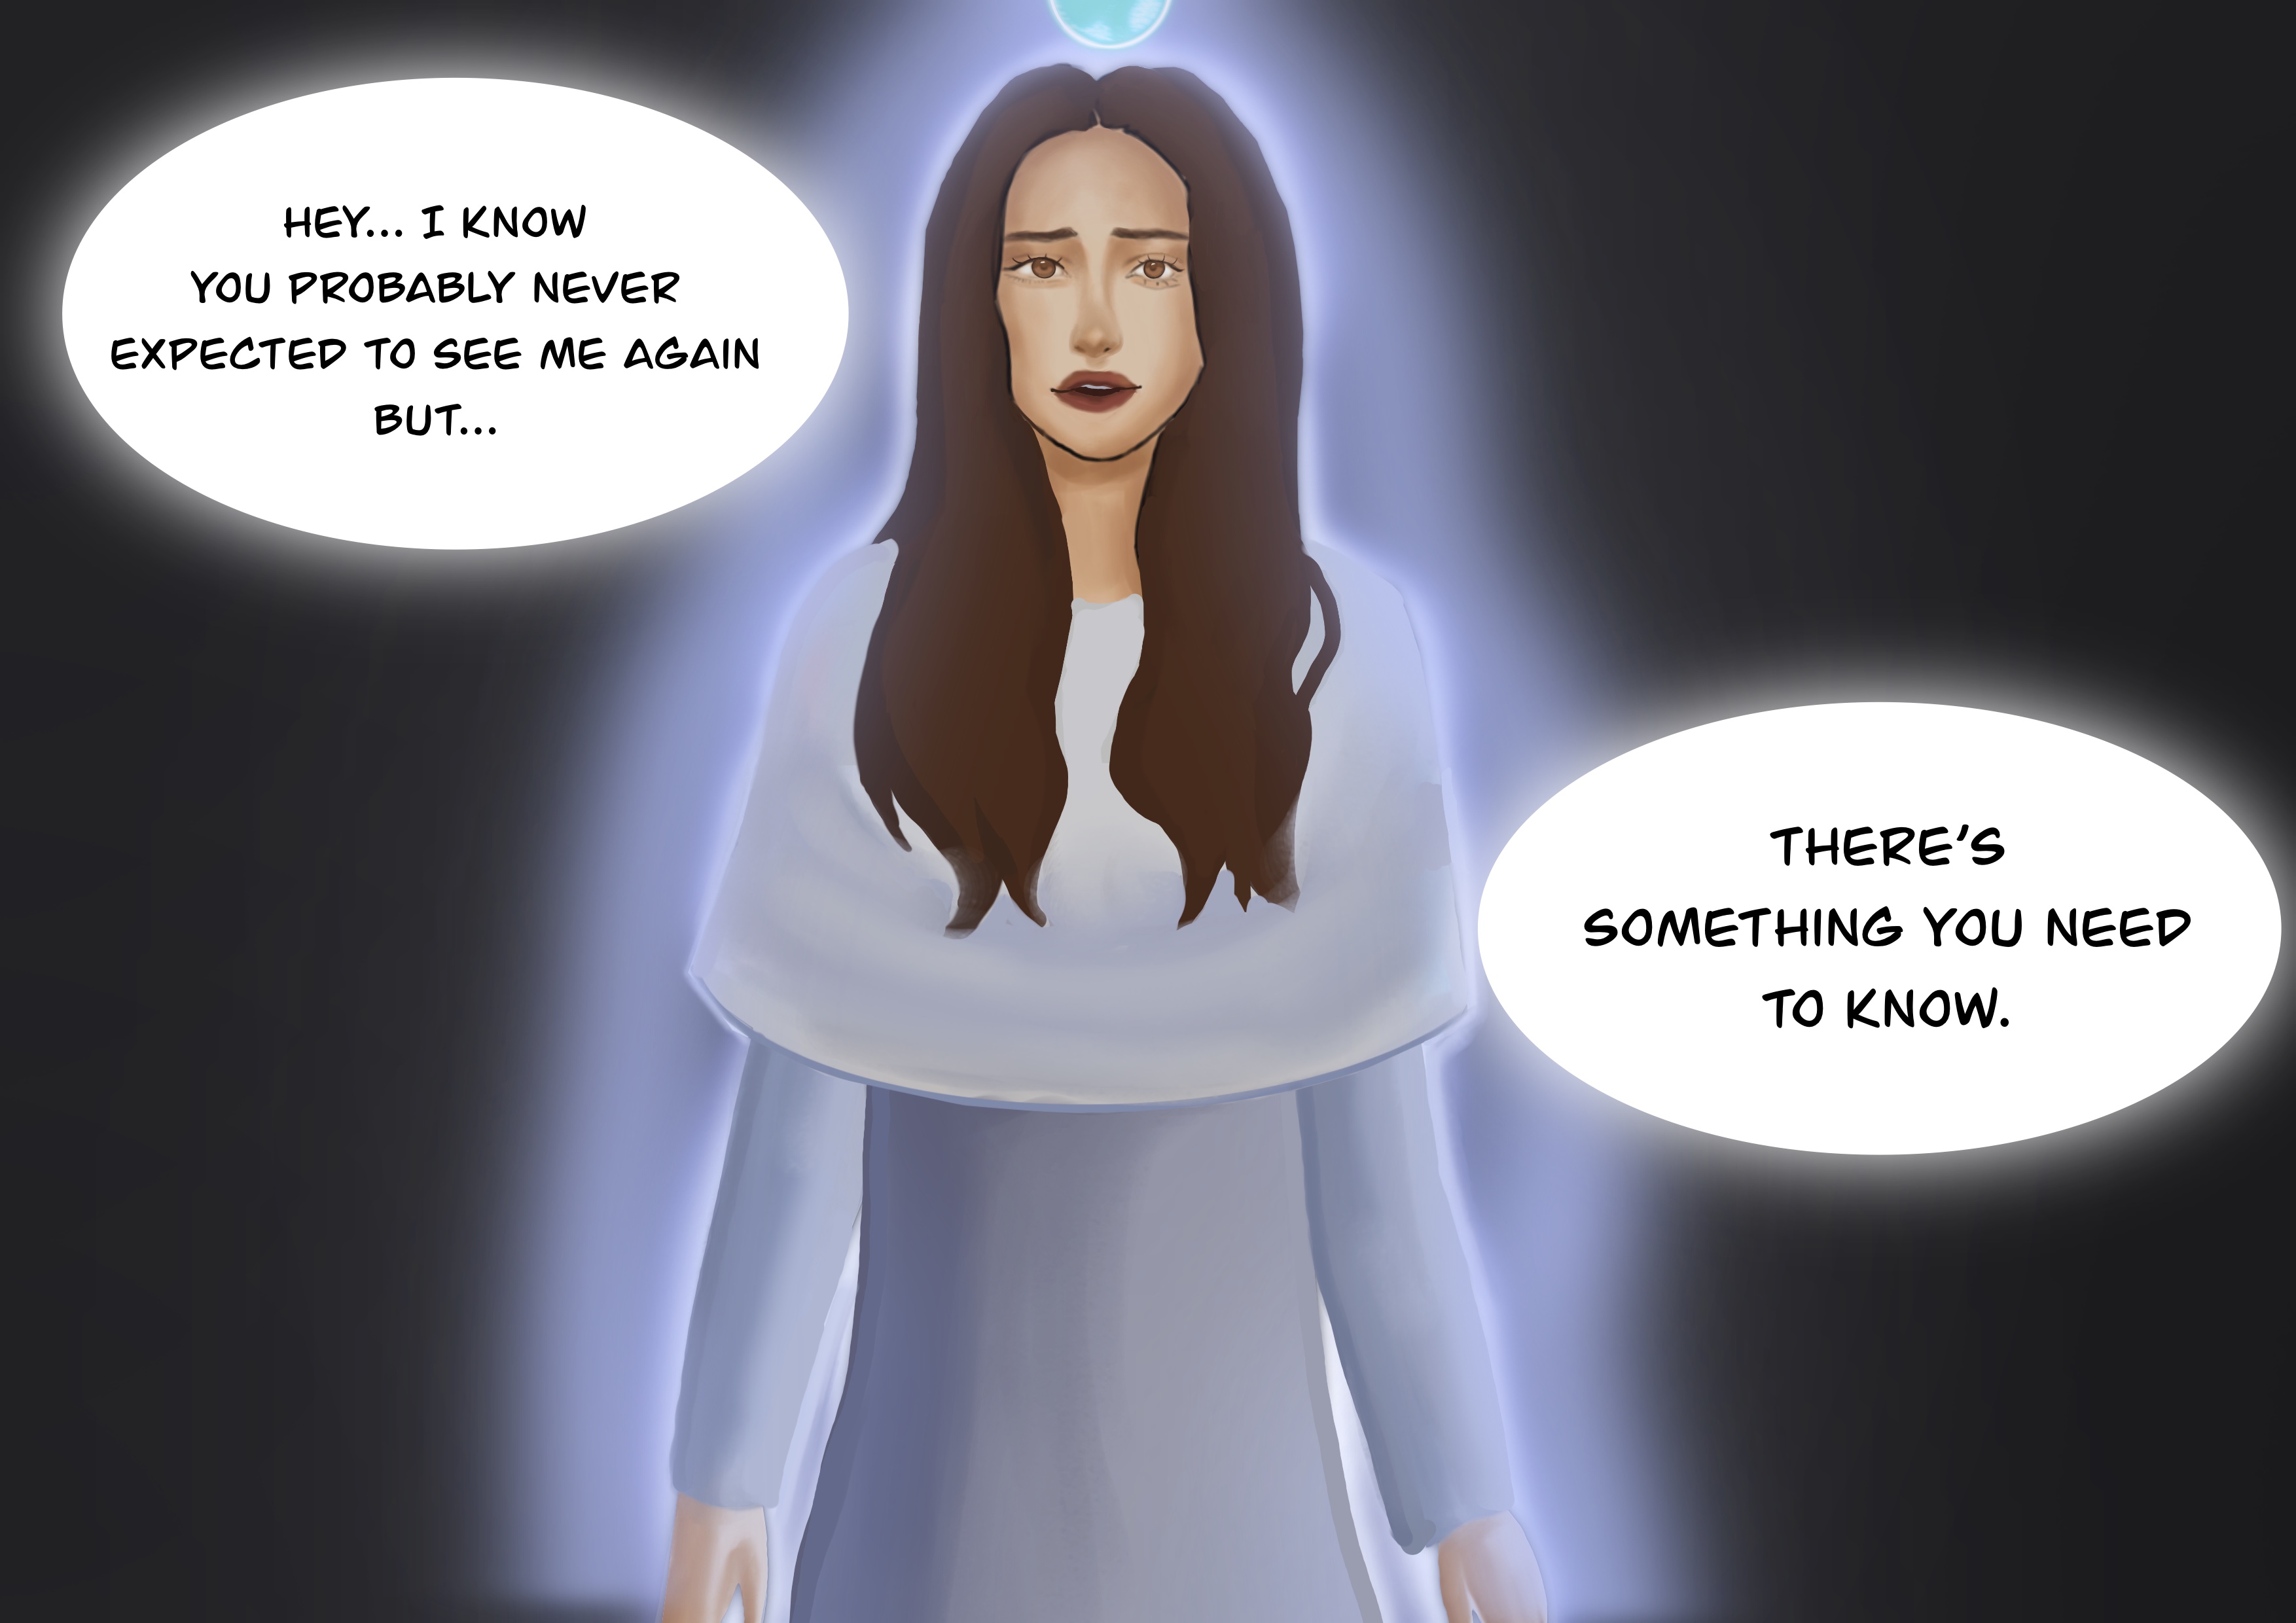 HEY... I KNOW
YOU PROBABLY NEVER
EXPECTED TO SEE ME AGAIN
BUT...
THERE'S
SOMETHING YOU NEED
TO KNOW.